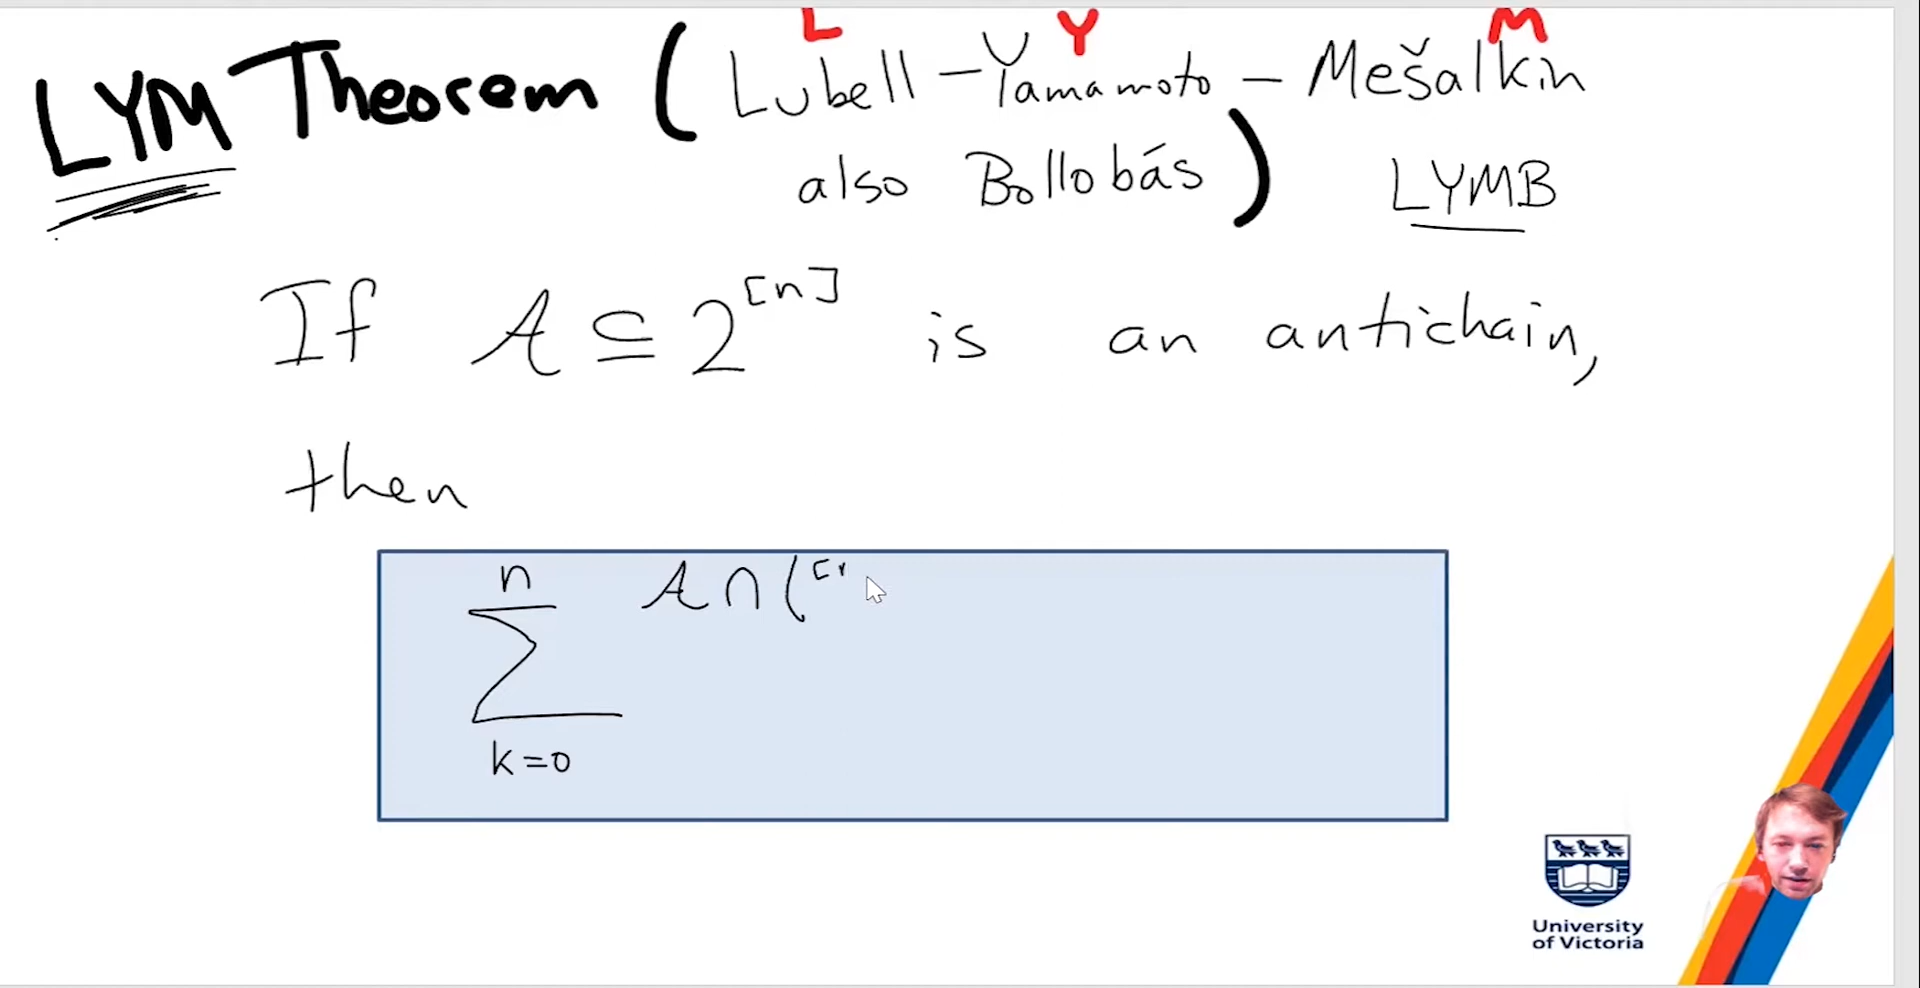 L Y M
LYM Theorem ( Lubell - Yamamoto - Mešalkin
also Bollobás ) LYMB
If A ⊆ 2^[n] is an antichain,
then
n
∑ A ∩ ( [
k=0
University
of Victoria